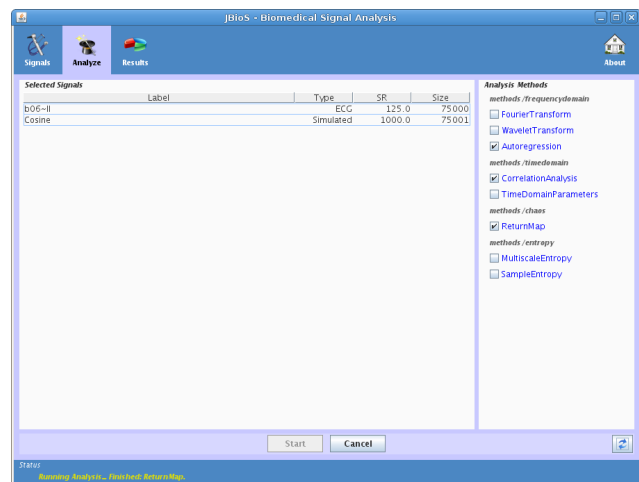 JBioS - Biomedical Signal Analysis
Signals Analyze Results About
Selected Signals
Label Type SR Size
b06~II ECG 125.0 75000
Cosine Simulated 1000.0 75001
Analysis Methods
methods/frequencydomain
FourierTransform
WaveletTransform
Autoregression
methods/timedomain
CorrelationAnalysis
TimeDomainParameters
methods/chaos
ReturnMap
methods/entropy
MultiscaleEntropy
SampleEntropy
Start Cancel
Status
Running Analysis... Finished: ReturnMap.